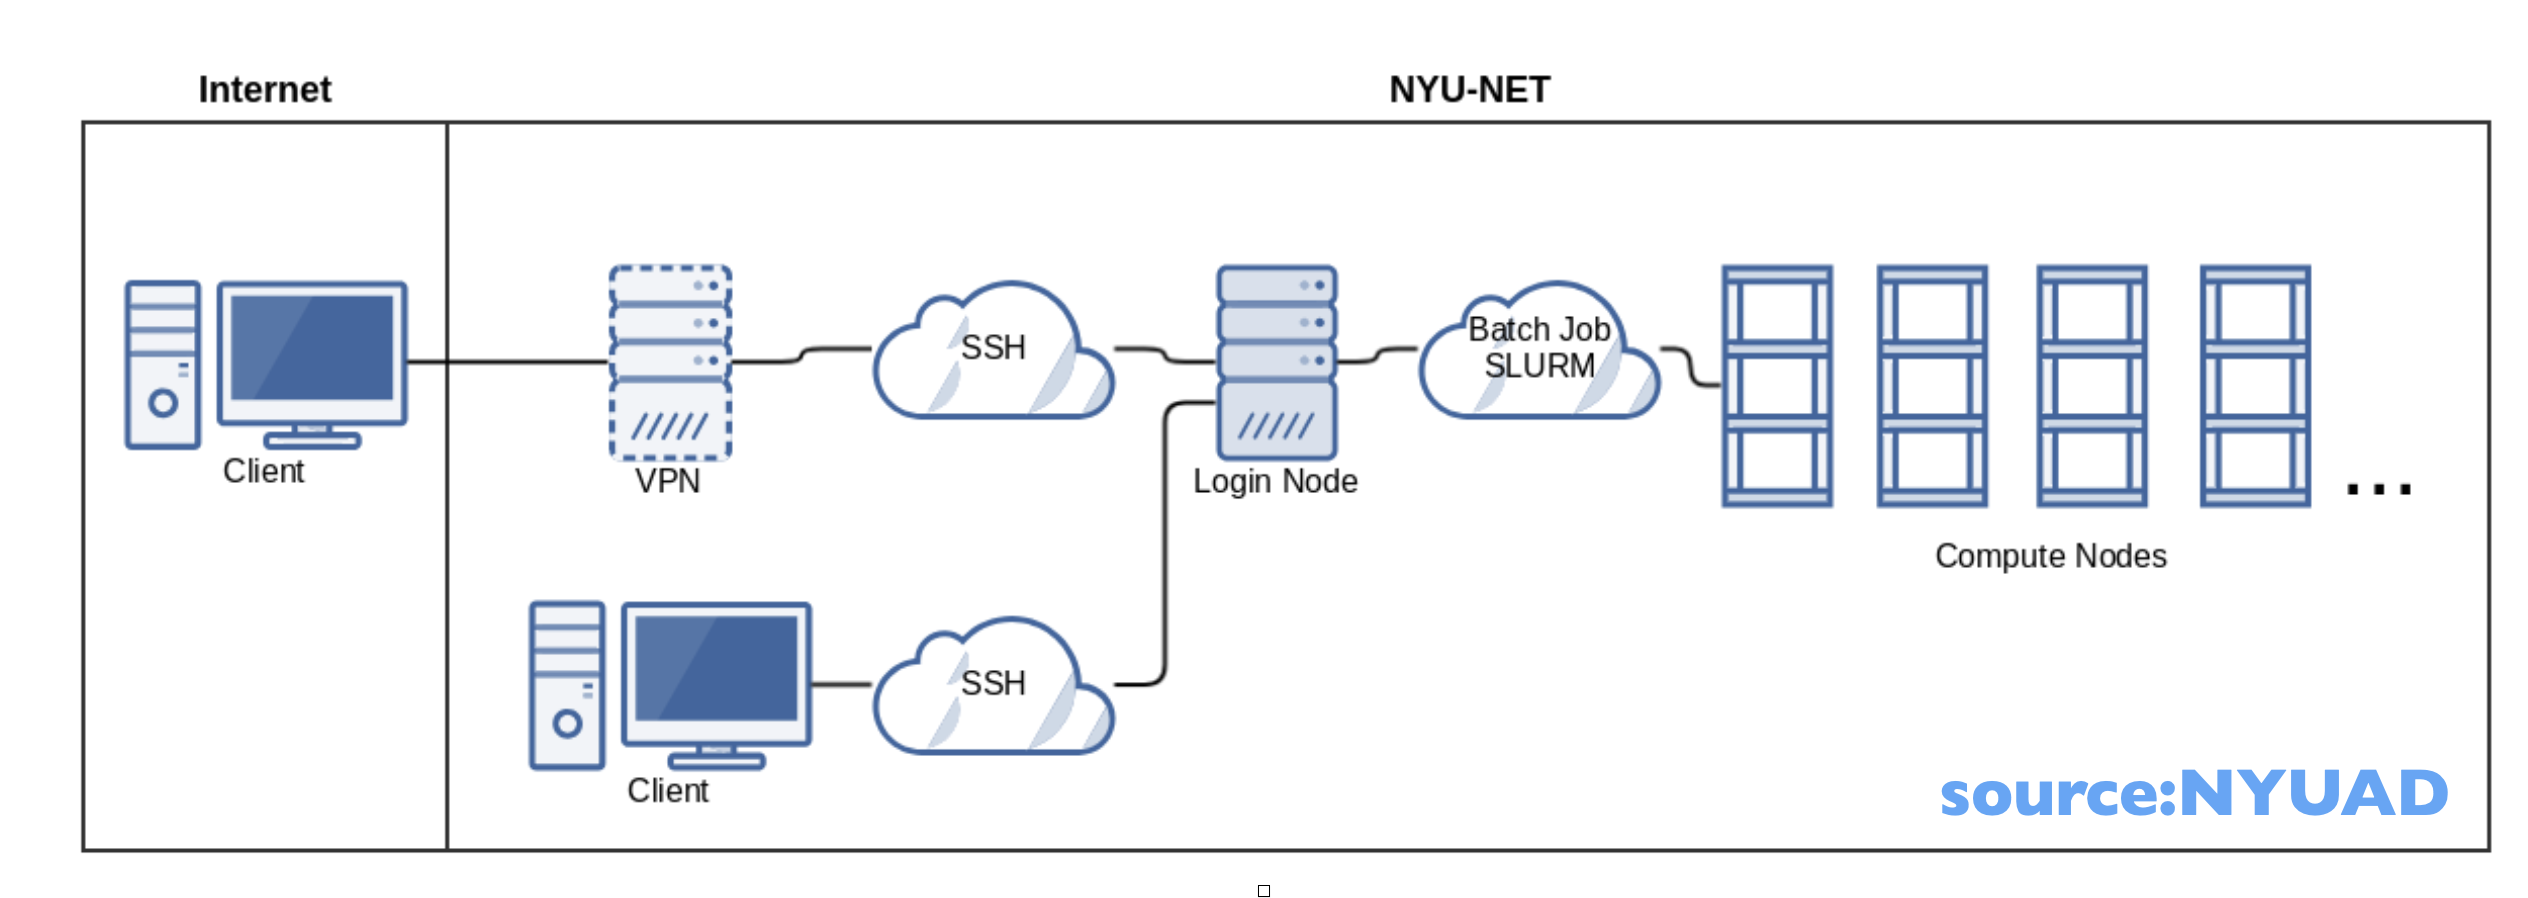 Internet
NYU-NET
SSH
Batch Job
SLURM
Client
VPN
Login Node
...
Compute Nodes
SSH
Client
source:NYUAD